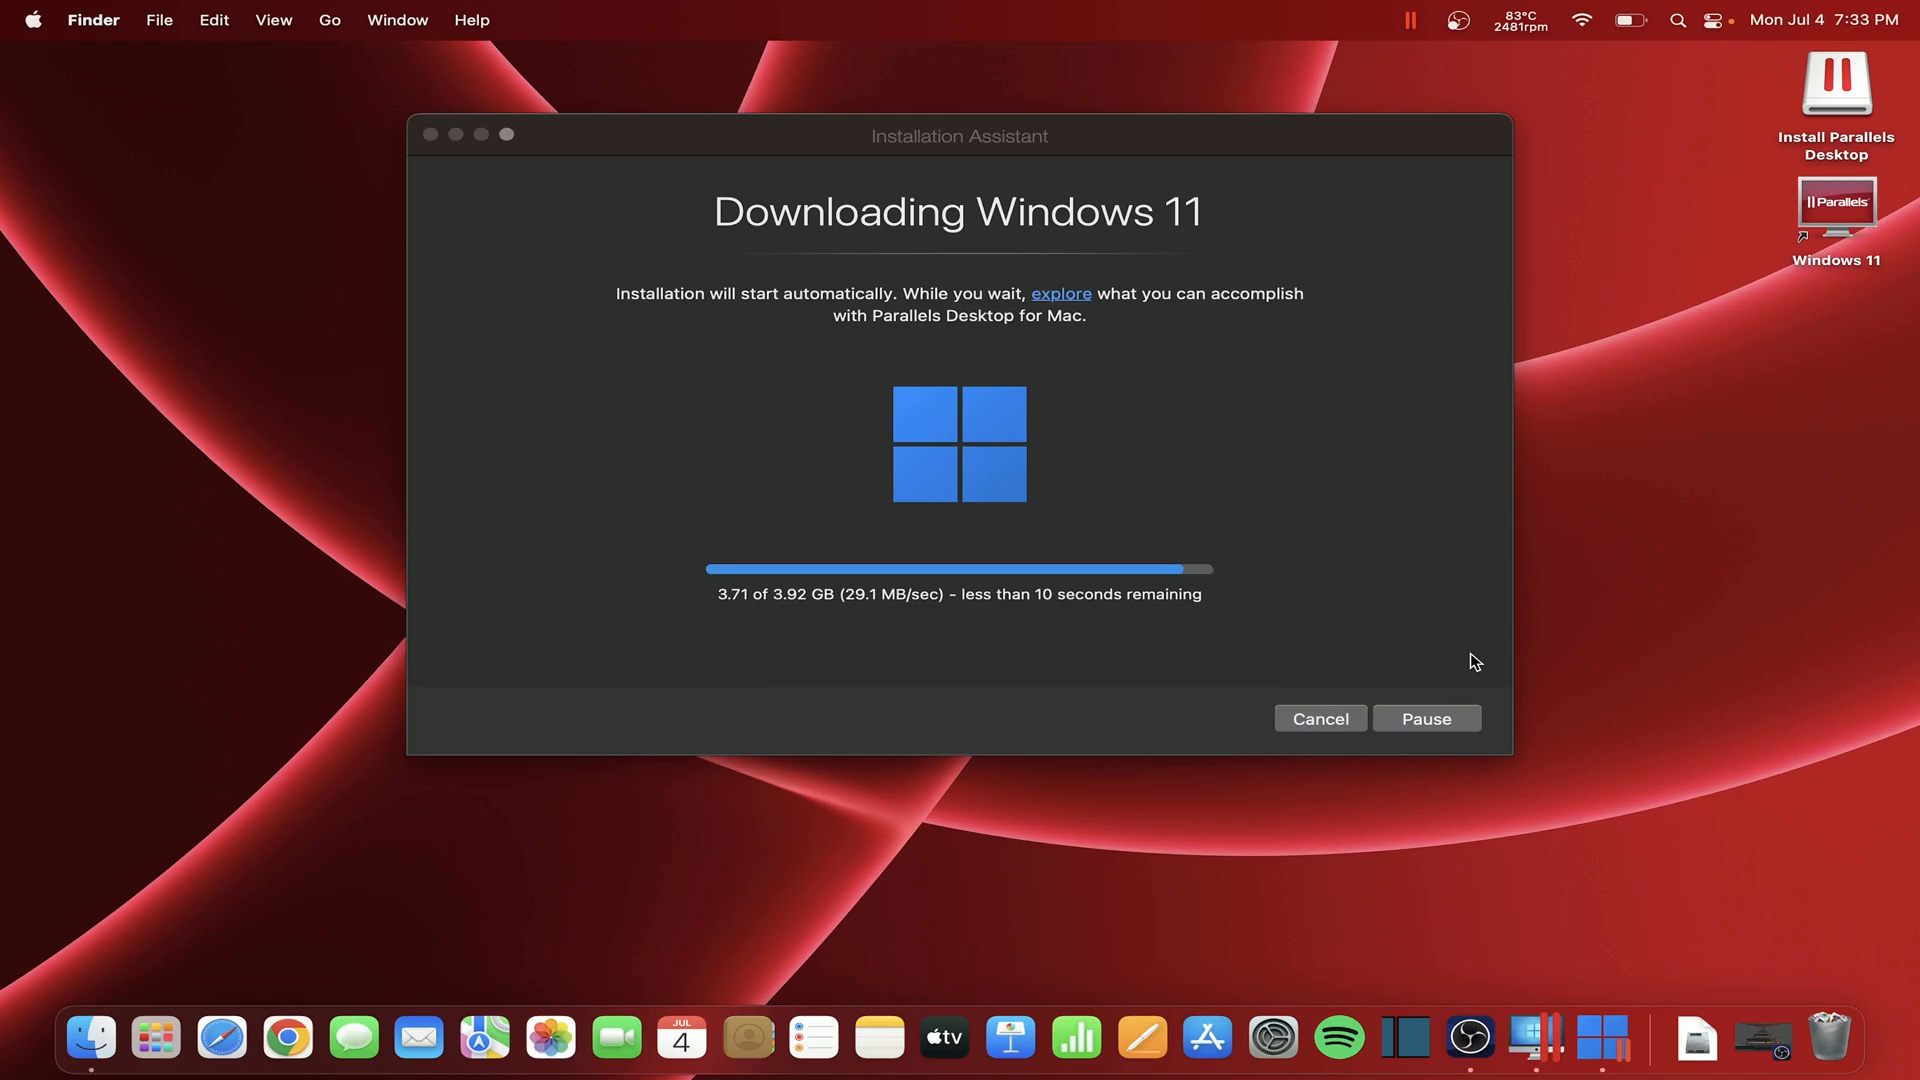 Finder File Edit View Go Window Help
83°C
2481rpm
Mon Jul 4 7:33 PM
Install Parallels
Desktop
Parallels
Windows 11
Installation Assistant
Downloading Windows 11
Installation will start automatically. While you wait, explore what you can accomplish
with Parallels Desktop for Mac.
3.71 of 3.92 GB (29.1 MB/sec) - less than 10 seconds remaining
Cancel Pause
JUL
4
tv